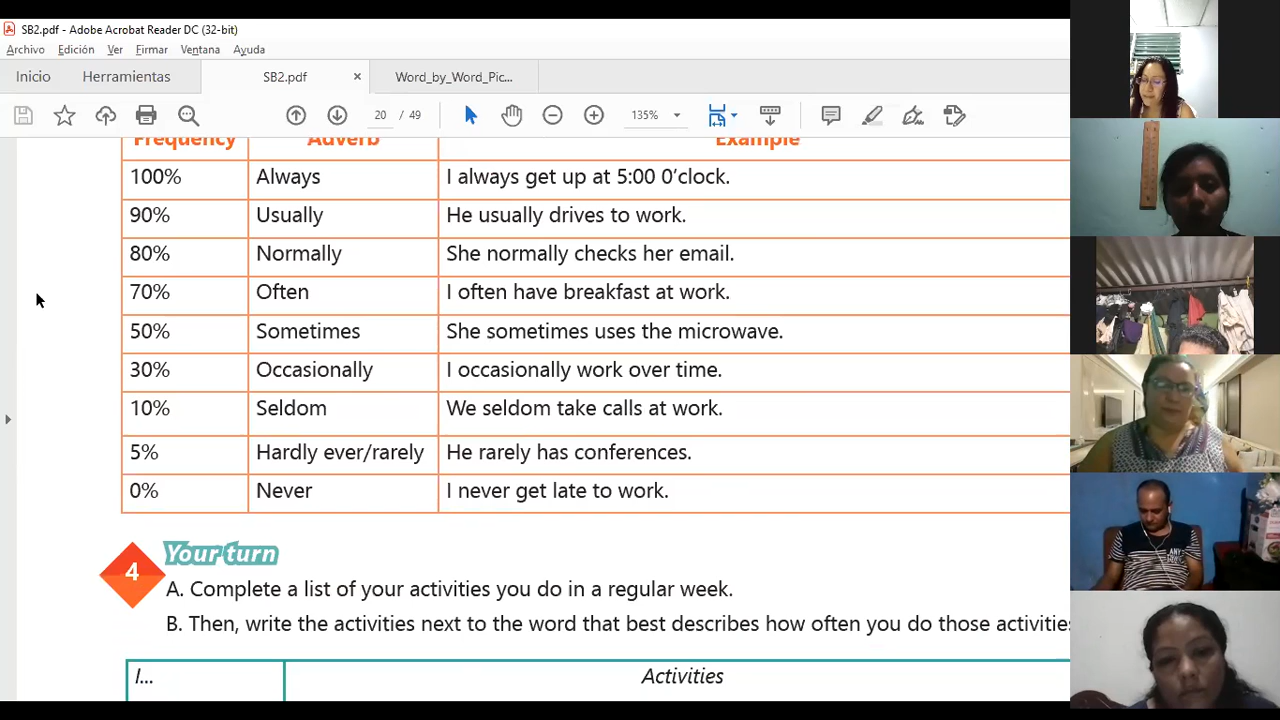 SB2.pdf - Adobe Acrobat Reader DC (32-bit)
Archivo Edición Ver Firmar Ventana Ayuda
Inicio Herramientas SB2.pdf × Word_by_Word_Pic...
20 / 49 135%
Frequency Adverb Example
100% Always I always get up at 5:00 0’clock.
90% Usually He usually drives to work.
80% Normally She normally checks her email.
70% Often I often have breakfast at work.
50% Sometimes She sometimes uses the microwave.
30% Occasionally I occasionally work over time.
10% Seldom We seldom take calls at work.
5% Hardly ever/rarely He rarely has conferences.
0% Never I never get late to work.
4 Your turn
A. Complete a list of your activities you do in a regular week.
B. Then, write the activities next to the word that best describes how often you do those activities
I... Activities